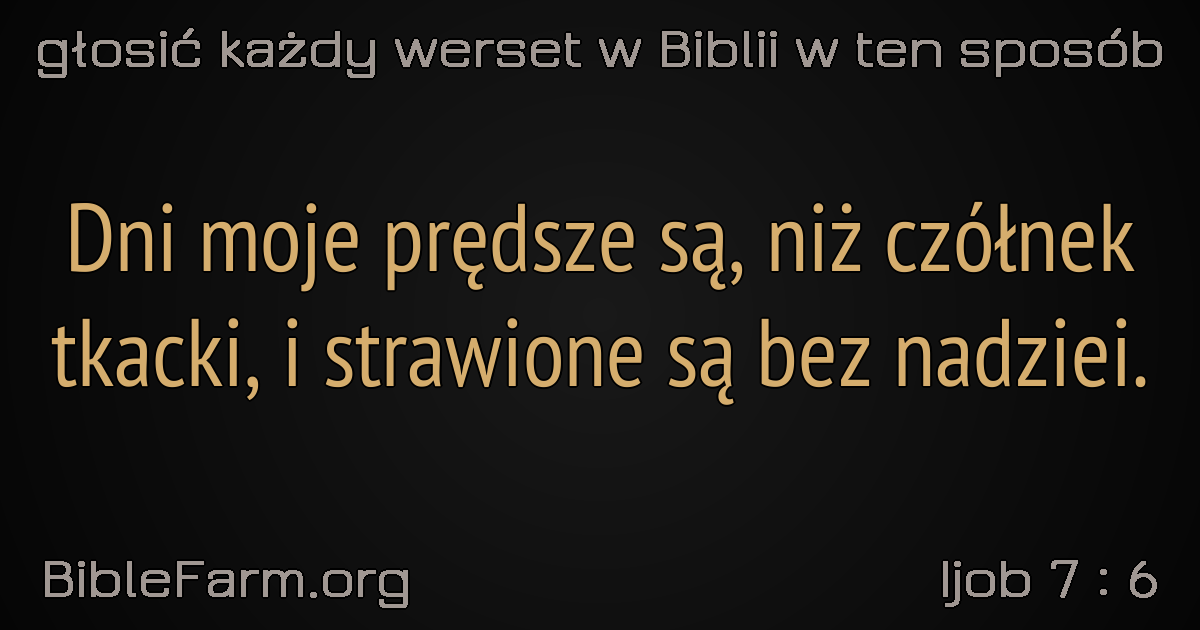 głosić każdy werset w Biblii w ten sposób
Dni moje prędsze są, niż czółnek
tkacki, i strawione są bez nadziei.
BibleFarm.org
Ijob 7 : 6